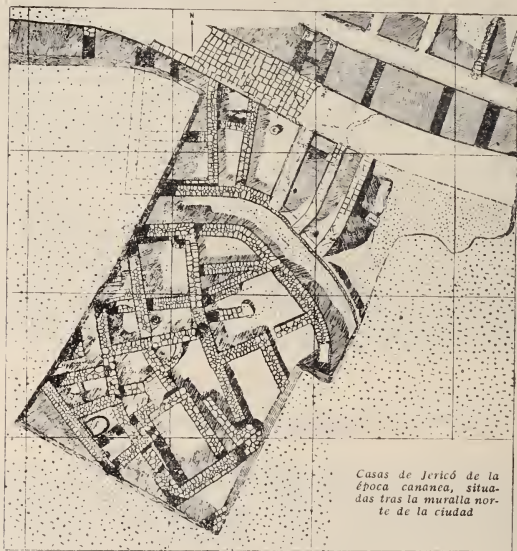 N
Casas de Jericó de la
época cananea, situa-
das tras la muralla nor-
te de la ciudad